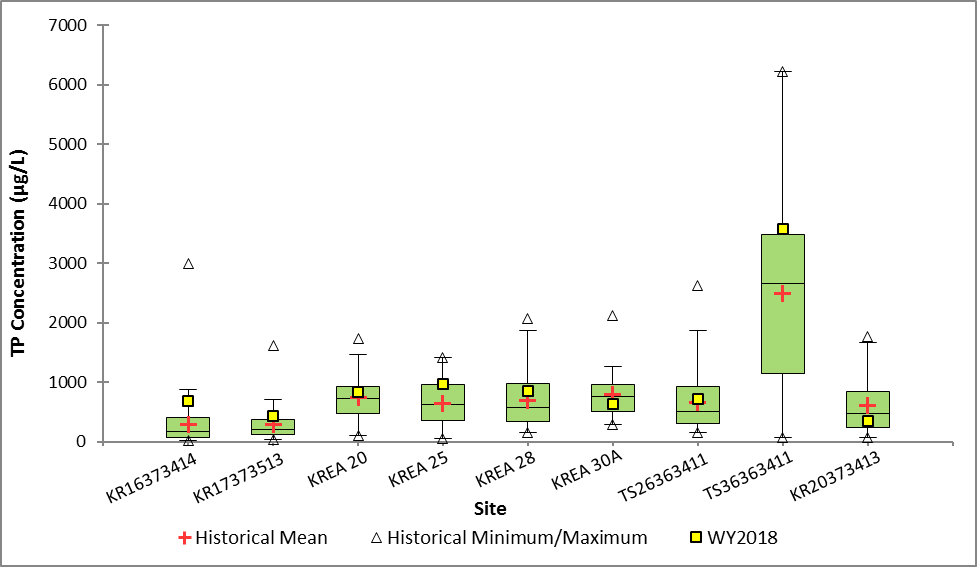 7000
6000
5000
4000
3000
2000
1000
0
TP Concentration (µg/L)
KR16373414
KR17373513
KREA 20
KREA 25
KREA 28
KREA 30A
TS26363411
TS36363411
KR20373413
Site
Historical Mean
Historical Minimum/Maximum
WY2018